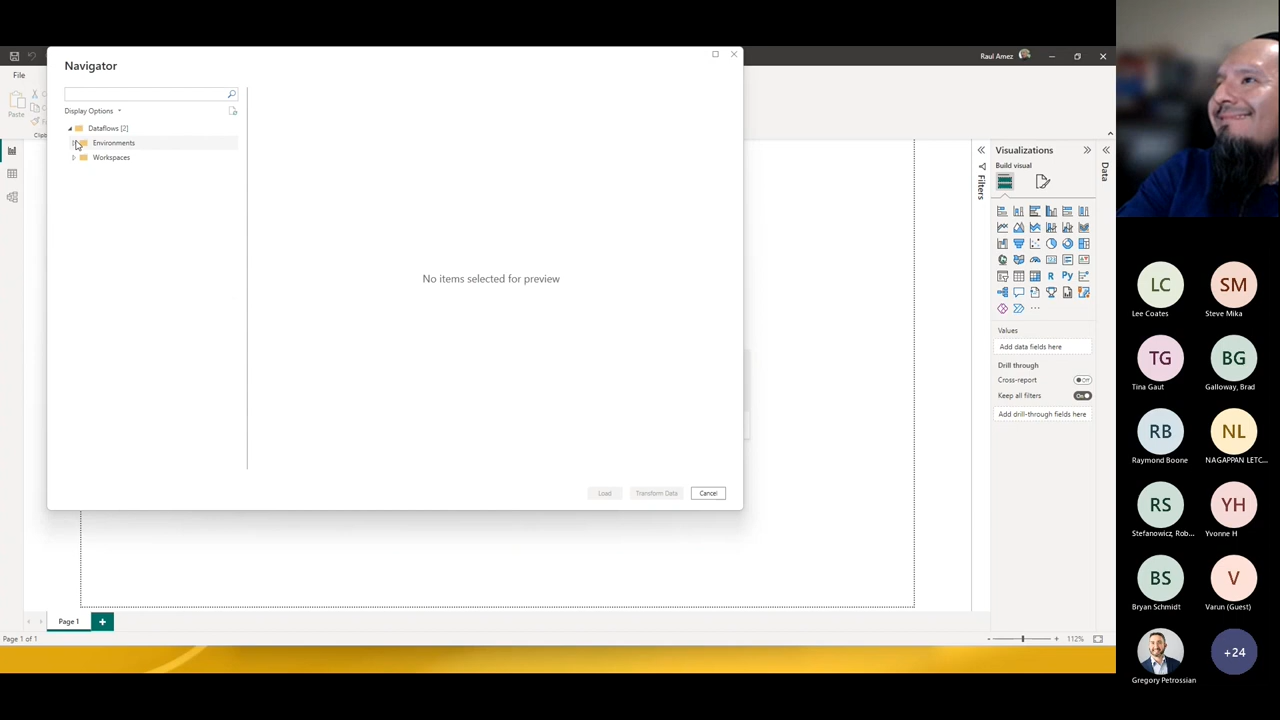 Navigator
Raul Amez
File
Paste
Display Options
Dataflows [2]
Environments
Workspaces
No items selected for preview
Load
Transform Data
Cancel
Filters
Visualizations
Build visual
Data
R
Py
Values
Add data fields here
Drill through
Cross-report
Off
Keep all filters
On
Add drill-through fields here
Page 1
Page 1 of 1
112%
LC
SM
Lee Coates
Steve Mika
TG
BG
Tina Gaut
Galloway, Brad
RB
NL
Raymond Boone
NAGAPPAN LETC...
RS
YH
Stefanowicz, Rob...
Yvonne H
BS
V
Bryan Schmidt
Varun (Guest)
+24
Gregory Petrossian